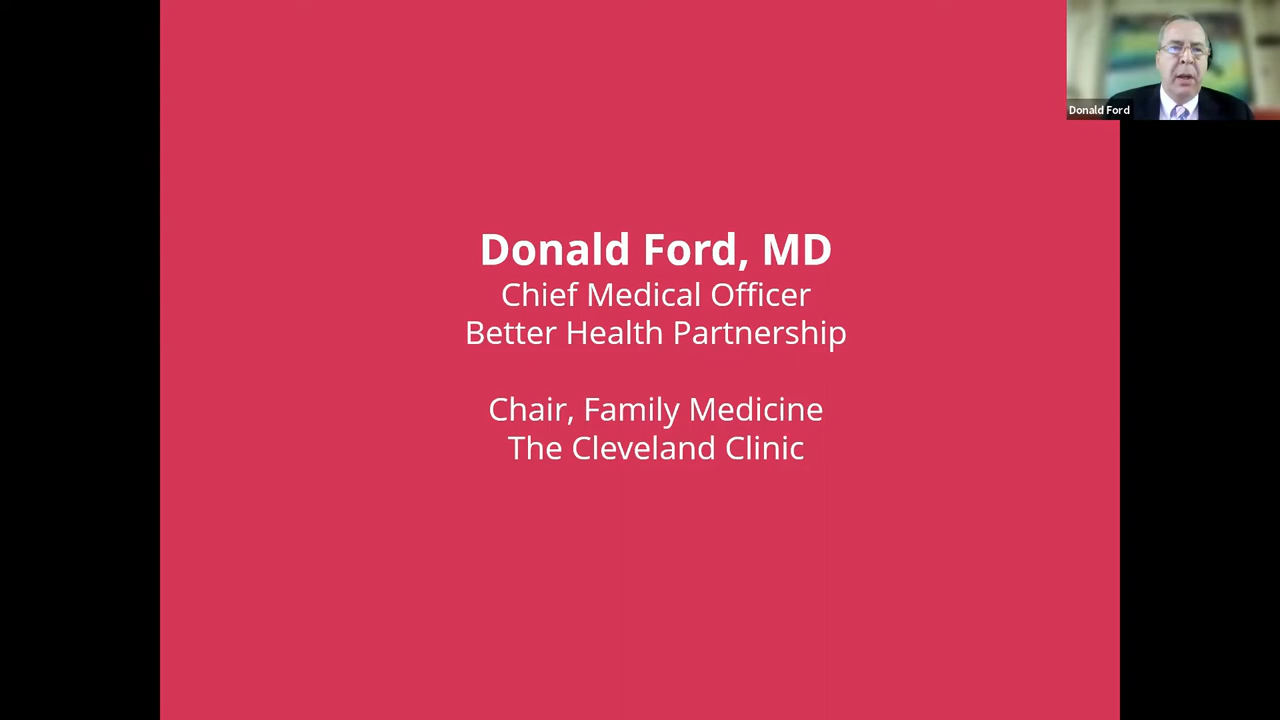 Donald Ford
Donald Ford, MD
Chief Medical Officer
Better Health Partnership
Chair, Family Medicine
The Cleveland Clinic